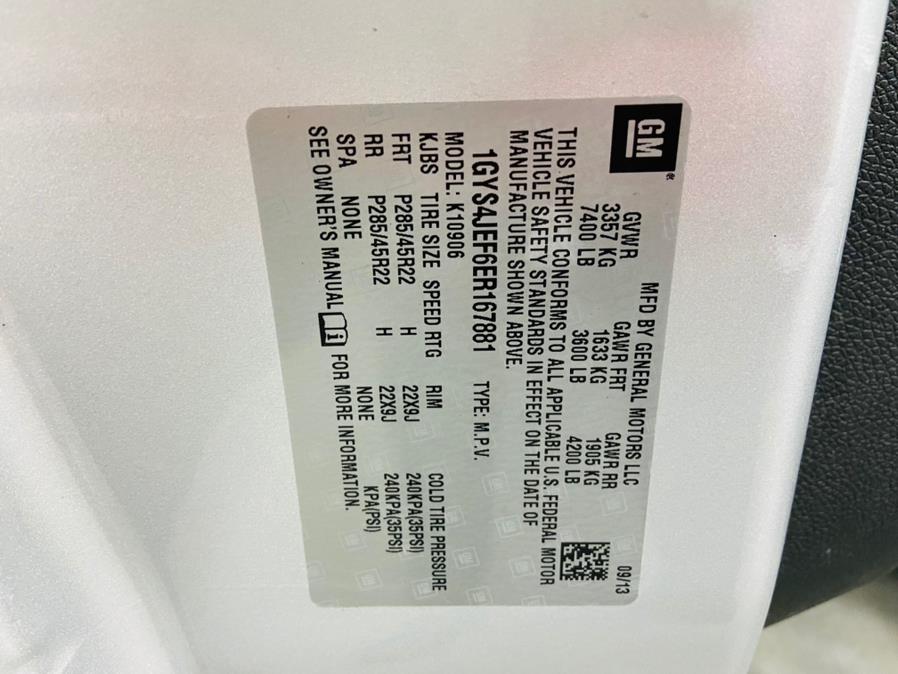 GM
MFD BY GENERAL MOTORS LLC 09/13
GVWR GAWR FRT GAWR RR
3357 KG 1633 KG 1905 KG
7400 LB 3600 LB 4200 LB
THIS VEHICLE CONFORMS TO ALL APPLICABLE U.S. FEDERAL MOTOR
VEHICLE SAFETY STANDARDS IN EFFECT ON THE DATE OF
MANUFACTURE SHOWN ABOVE.
1GYS4JEF6ER167881 TYPE: M.P.V.
MODEL: K10906
KJBS TIRE SIZE SPEED RTG RIM COLD TIRE PRESSURE
FRT P285/45R22 H 22X9J 240KPA(35PSI)
RR P285/45R22 H 22X9J 240KPA(35PSI)
SPA NONE NONE KPA(PSI)
SEE OWNER'S MANUAL FOR MORE INFORMATION.